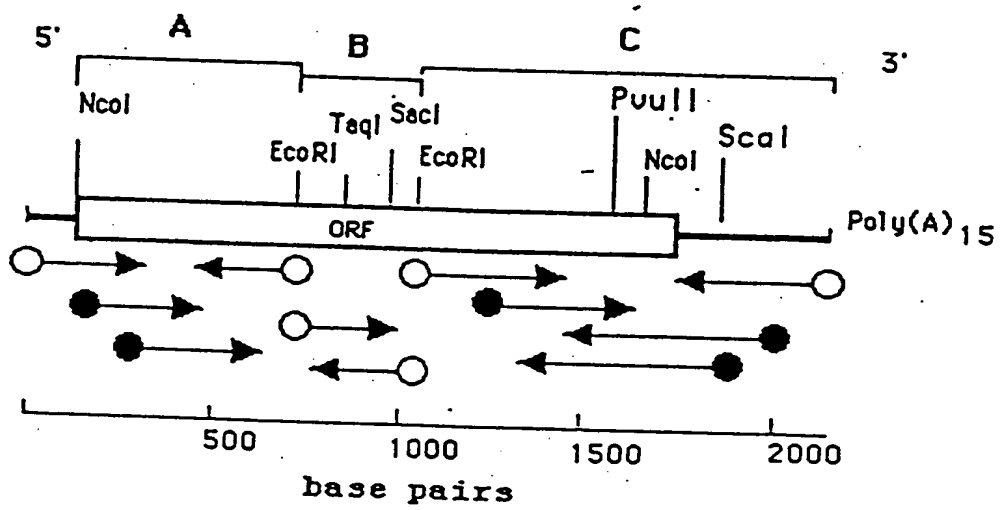 5' A B C 3'
NcoI
EcoRI TaqI SacI EcoRI PvuII NcoI ScaI
ORF
Poly(A)15
500 1000 1500 2000
base pairs